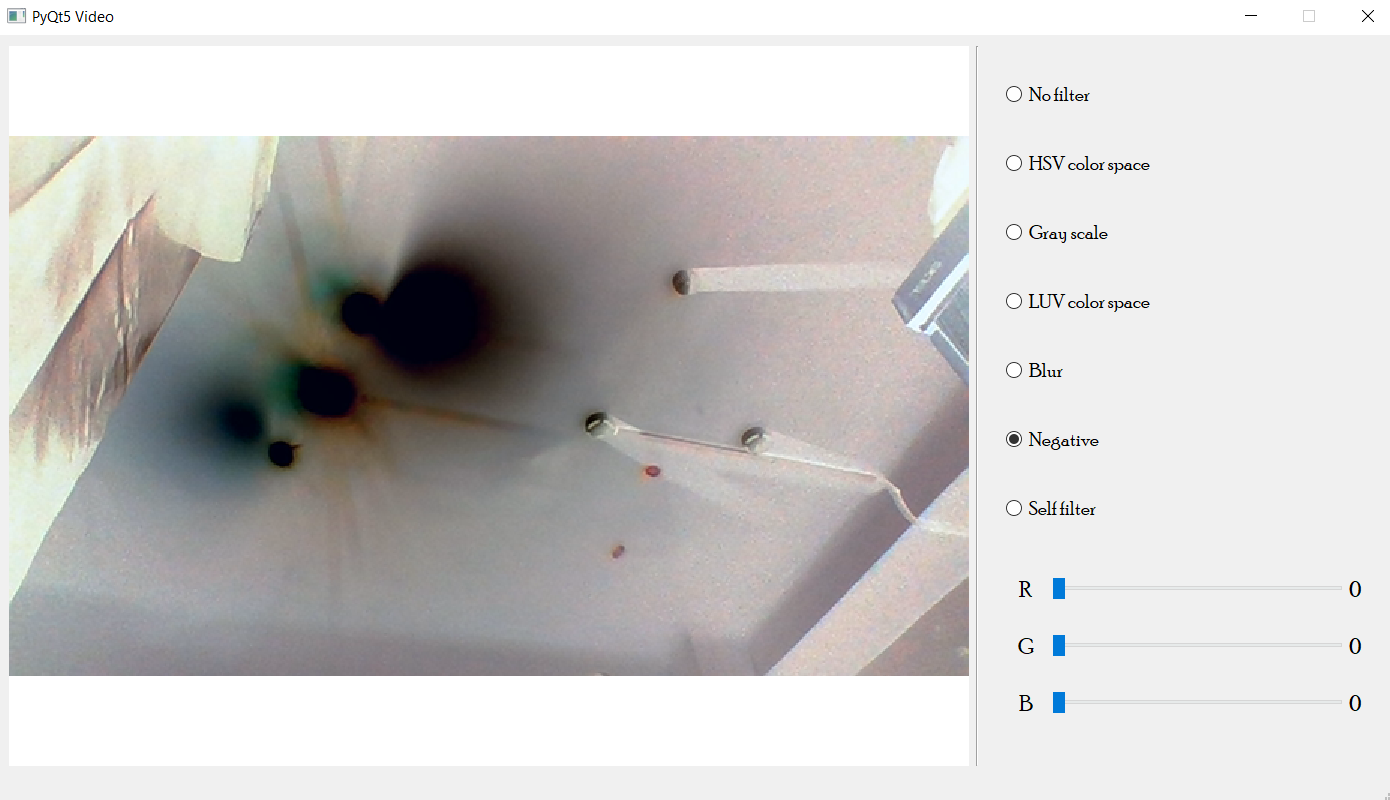 PyQt5 Video
No filter
HSV color space
Gray scale
LUV color space
Blur
Negative
Self filter
R 0
G 0
B 0